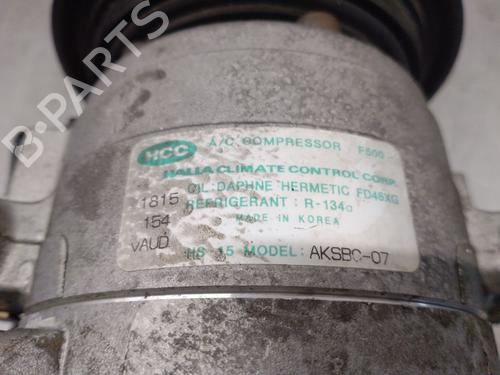 HCC A/C COMPRESSOR F500
HALLA CLIMATE CONTROL CORP.
OIL:DAPHNE HERMETIC FD46XG
1815 REFRIGERANT : R-134a
154 MADE IN KOREA
VAUD
HS 15 MODEL: AKSBC-07
B-PARTS